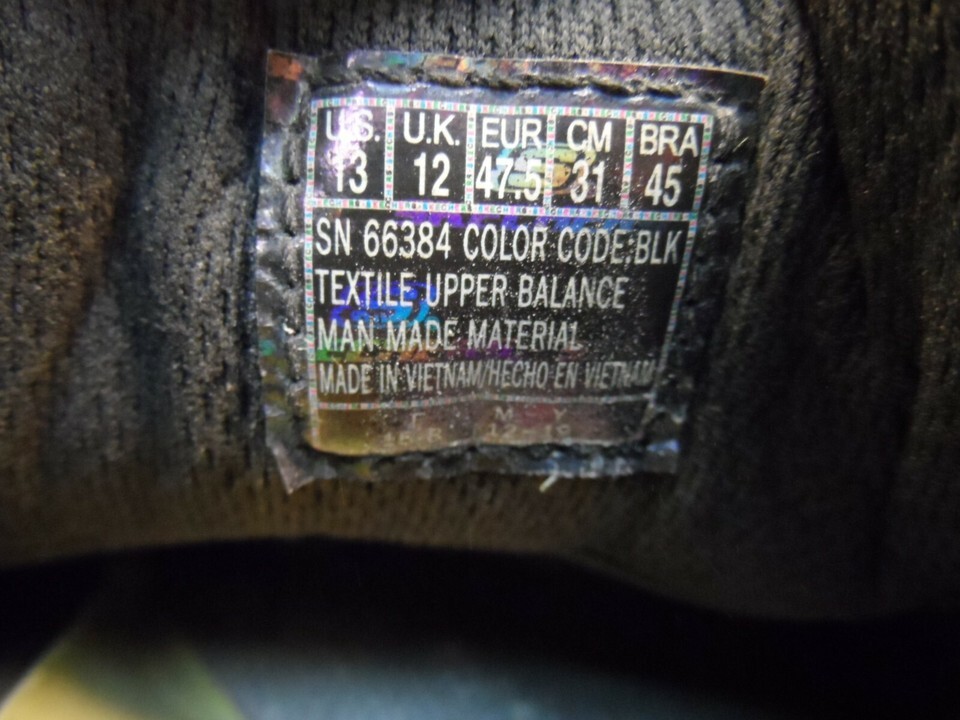 U.S. U.K. EUR CM BRA
13 12 47.5 31 45
SN 66384 COLOR CODE:BLK
TEXTILE UPPER BALANCE
MAN MADE MATERIAL
MADE IN VIETNAM/HECHO EN VIETNAM
F M Y